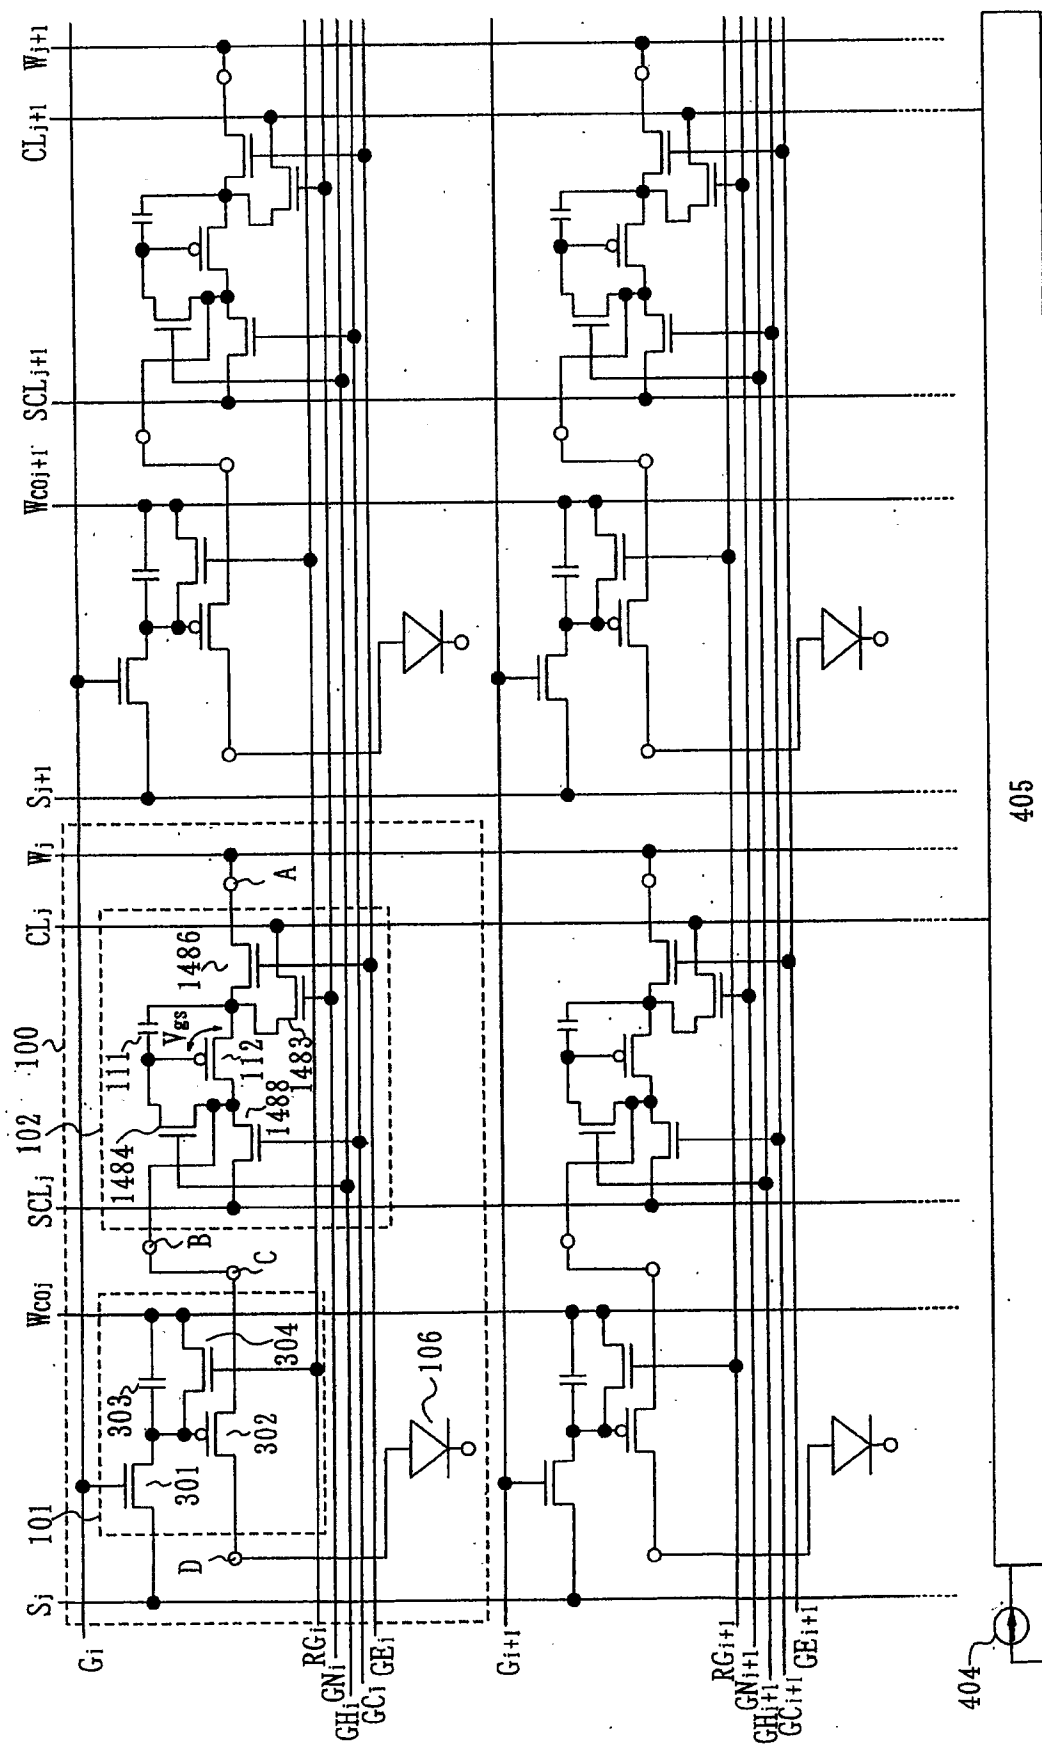 Gi
RGi
GNi
GHi
GCi
GEi
Gi+1
RGi+1
GNi+1
GHi+1
GCi+1
GEi+1
Sj
WCOj
SCLj
CLj
Wj
Sj+1
WCOj+1
SCLj+1
CLj+1
Wj+1
100
101
102
301
302
303
304
111
112
Vgs
1484
1488
1483
1486
106
A
B
C
D
404
405